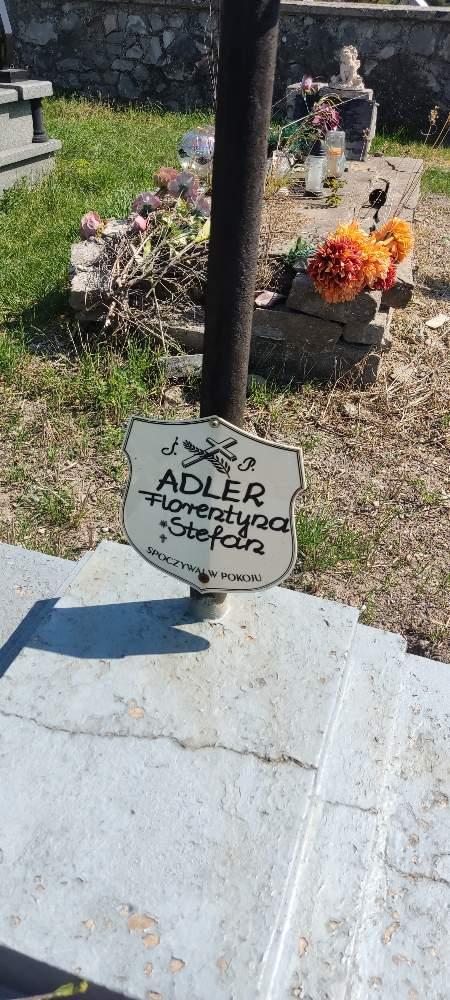 Ś. P.
ADLER
Florentyna
* Stefan
†
SPOCZYWAJ W POKOJU